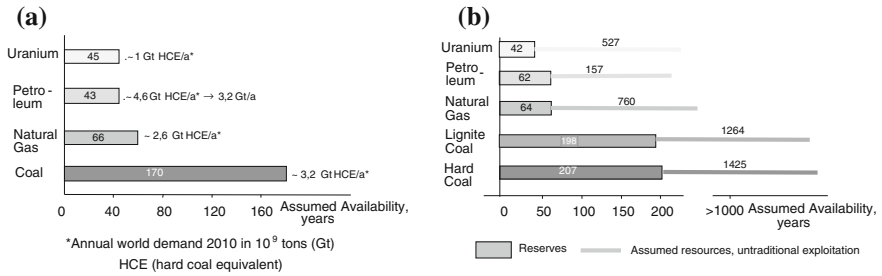 (a)
Uranium
45
.~1 Gt HCE/a*
Petro -
leum
43
.~4,6 Gt HCE/a* → 3,2 Gt/a
Natural
Gas
66
~ 2,6 Gt HCE/a*
Coal
170
~ 3,2 Gt HCE/a*
0 40 80 120 160 Assumed Availability,
years
*Annual world demand 2010 in 10⁹ tons (Gt)
HCE (hard coal equivalent)
(b)
Uranium
42
527
Petro -
leum
62
157
Natural
Gas
64
760
Lignite
Coal
198
1264
Hard
Coal
207
1425
0 50 100 150 200 >1000 Assumed Availability,
years
Reserves
Assumed resources, untraditional exploitation